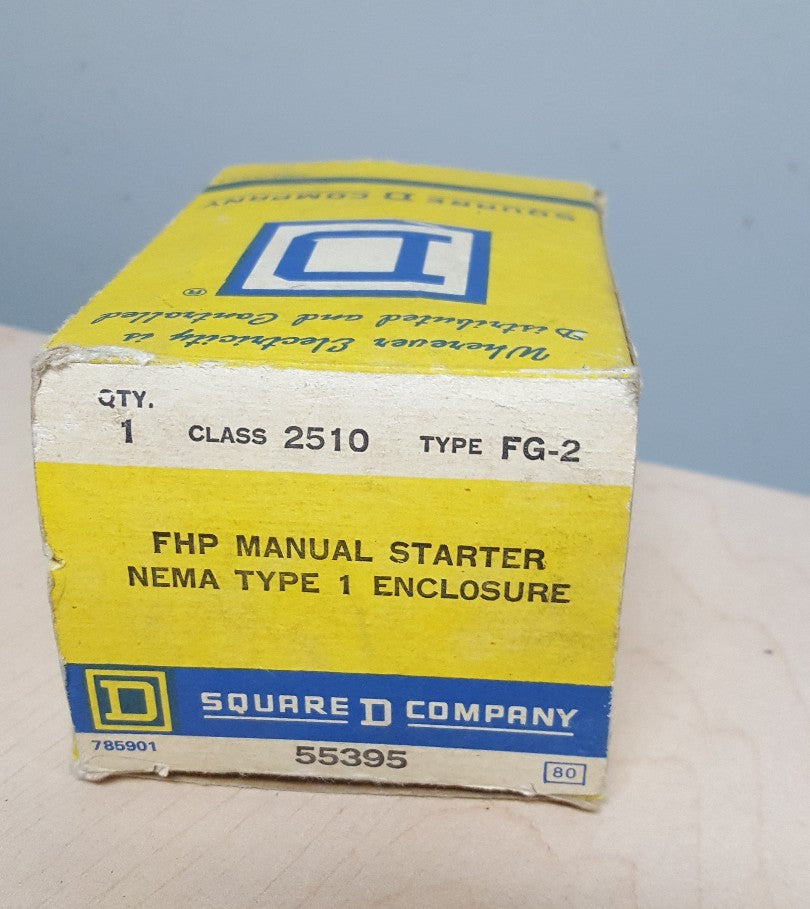 SQUARE D COMPANY
D
®
Wherever Electricity is
Distributed and Controlled
QTY.
1 CLASS 2510 TYPE FG-2
FHP MANUAL STARTER
NEMA TYPE 1 ENCLOSURE
D SQUARE D COMPANY
785901 55395 80